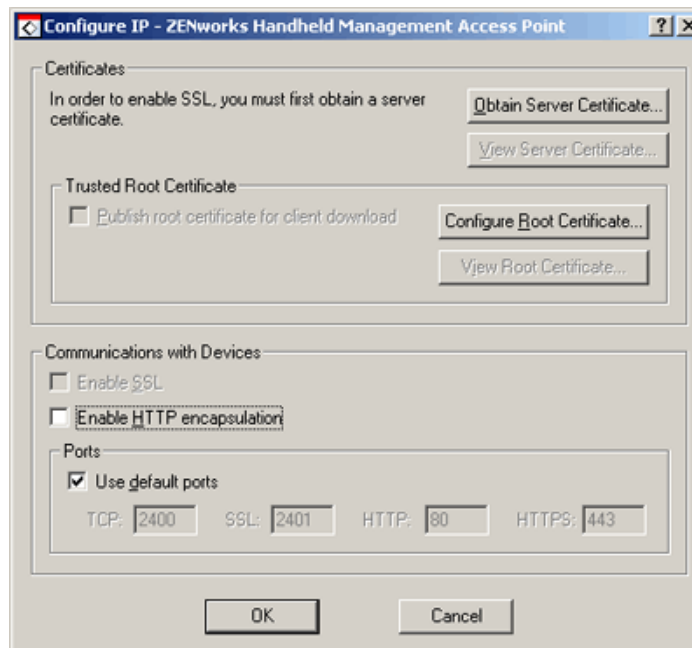 Configure IP - ZENworks Handheld Management Access Point
Certificates
In order to enable SSL, you must first obtain a server
certificate.
Obtain Server Certificate...
View Server Certificate...
Trusted Root Certificate
Publish root certificate for client download
Configure Root Certificate...
View Root Certificate...
Communications with Devices
Enable SSL
Enable HTTP encapsulation
Ports
Use default ports
TCP: 2400 SSL: 2401 HTTP: 80 HTTPS: 443
OK Cancel